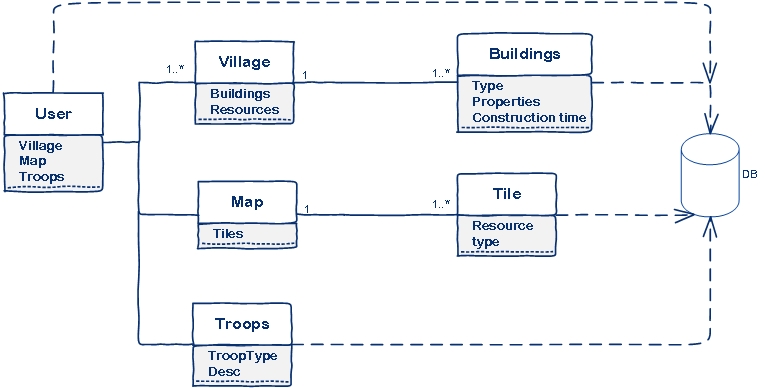 User
Village
Map
Troops
1..*
Village
Buildings
Resources
1
1..*
Buildings
Type
Properties
Construction time
Map
Tiles
1
1..*
Tile
Resource
type
Troops
TroopType
Desc
DB